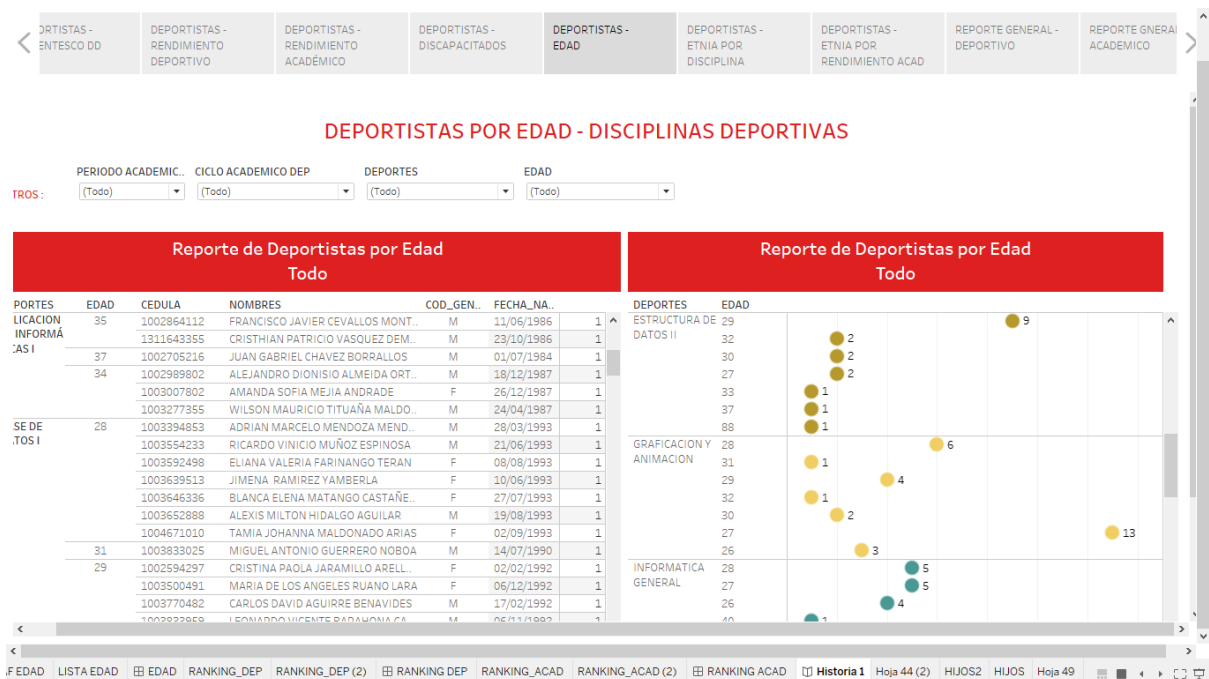 ORTISTAS - DEPORTISTAS - DEPORTISTAS - DEPORTISTAS - DEPORTISTAS - DEPORTISTAS - DEPORTISTAS - REPORTE GENERAL - REPORTE GNERAL
ENTESCO DD RENDIMIENTO RENDIMIENTO DISCAPACITADOS EDAD ETNIA POR ETNIA POR DEPORTIVO ACADEMICO
DEPORTIVO ACADÉMICO DISCIPLINA RENDIMIENTO ACAD
DEPORTISTAS POR EDAD - DISCIPLINAS DEPORTIVAS
PERIODO ACADEMIC.. CICLO ACADEMICO DEP DEPORTES EDAD
TROS : (Todo) (Todo) (Todo) (Todo)
Reporte de Deportistas por Edad
Todo
PORTES EDAD CEDULA NOMBRES COD_GEN.. FECHA_NA..
LICACION 35 1002864112 FRANCISCO JAVIER CEVALLOS MONT.. M 11/06/1986 1
INFORMÁ 1311643355 CRISTHIAN PATRICIO VASQUEZ DEM.. M 23/10/1986 1
CAS I 37 1002705216 JUAN GABRIEL CHAVEZ BORRALLOS M 01/07/1984 1
34 1002989802 ALEJANDRO DIONISIO ALMEIDA ORT.. M 18/12/1987 1
1003007802 AMANDA SOFIA MEJIA ANDRADE F 26/12/1987 1
1003277355 WILSON MAURICIO TITUAÑA MALDO.. M 24/04/1987 1
SE DE 28 1003394853 ADRIAN MARCELO MENDOZA MEND.. M 28/03/1993 1
TOS I 1003554233 RICARDO VINICIO MUÑOZ ESPINOSA M 21/06/1993 1
1003592498 ELIANA VALERIA FARINANGO TERAN F 08/08/1993 1
1003639513 JIMENA RAMIREZ YAMBERLA F 10/06/1993 1
1003646336 BLANCA ELENA MATANGO CASTAÑE.. F 27/07/1993 1
1003652888 ALEXIS MILTON HIDALGO AGUILAR M 19/08/1993 1
1004671010 TAMIA JOHANNA MALDONADO ARIAS F 02/09/1993 1
31 1003833025 MIGUEL ANTONIO GUERRERO NOBOA M 14/07/1990 1
29 1002594297 CRISTINA PAOLA JARAMILLO ARELL.. F 02/02/1992 1
1003500491 MARIA DE LOS ANGELES RUANO LARA F 06/12/1992 1
1003770482 CARLOS DAVID AGUIRRE BENAVIDES M 17/02/1992 1
Reporte de Deportistas por Edad
Todo
DEPORTES EDAD
ESTRUCTURA DE 29 9
DATOS II 32 2
30 2
27 2
33 1
37 1
88 1
GRAFICACION Y 28 6
ANIMACION 31 1
29 4
32 1
30 2
27 13
26 3
INFORMATICA 28 5
GENERAL 27 5
26 4
EDAD LISTA EDAD EDAD RANKING_DEP RANKING_DEP (2) RANKING DEP RANKING_ACAD RANKING_ACAD (2) RANKING ACAD Historia 1 Hoja 44 (2) HIJOS2 HIJOS Hoja 49